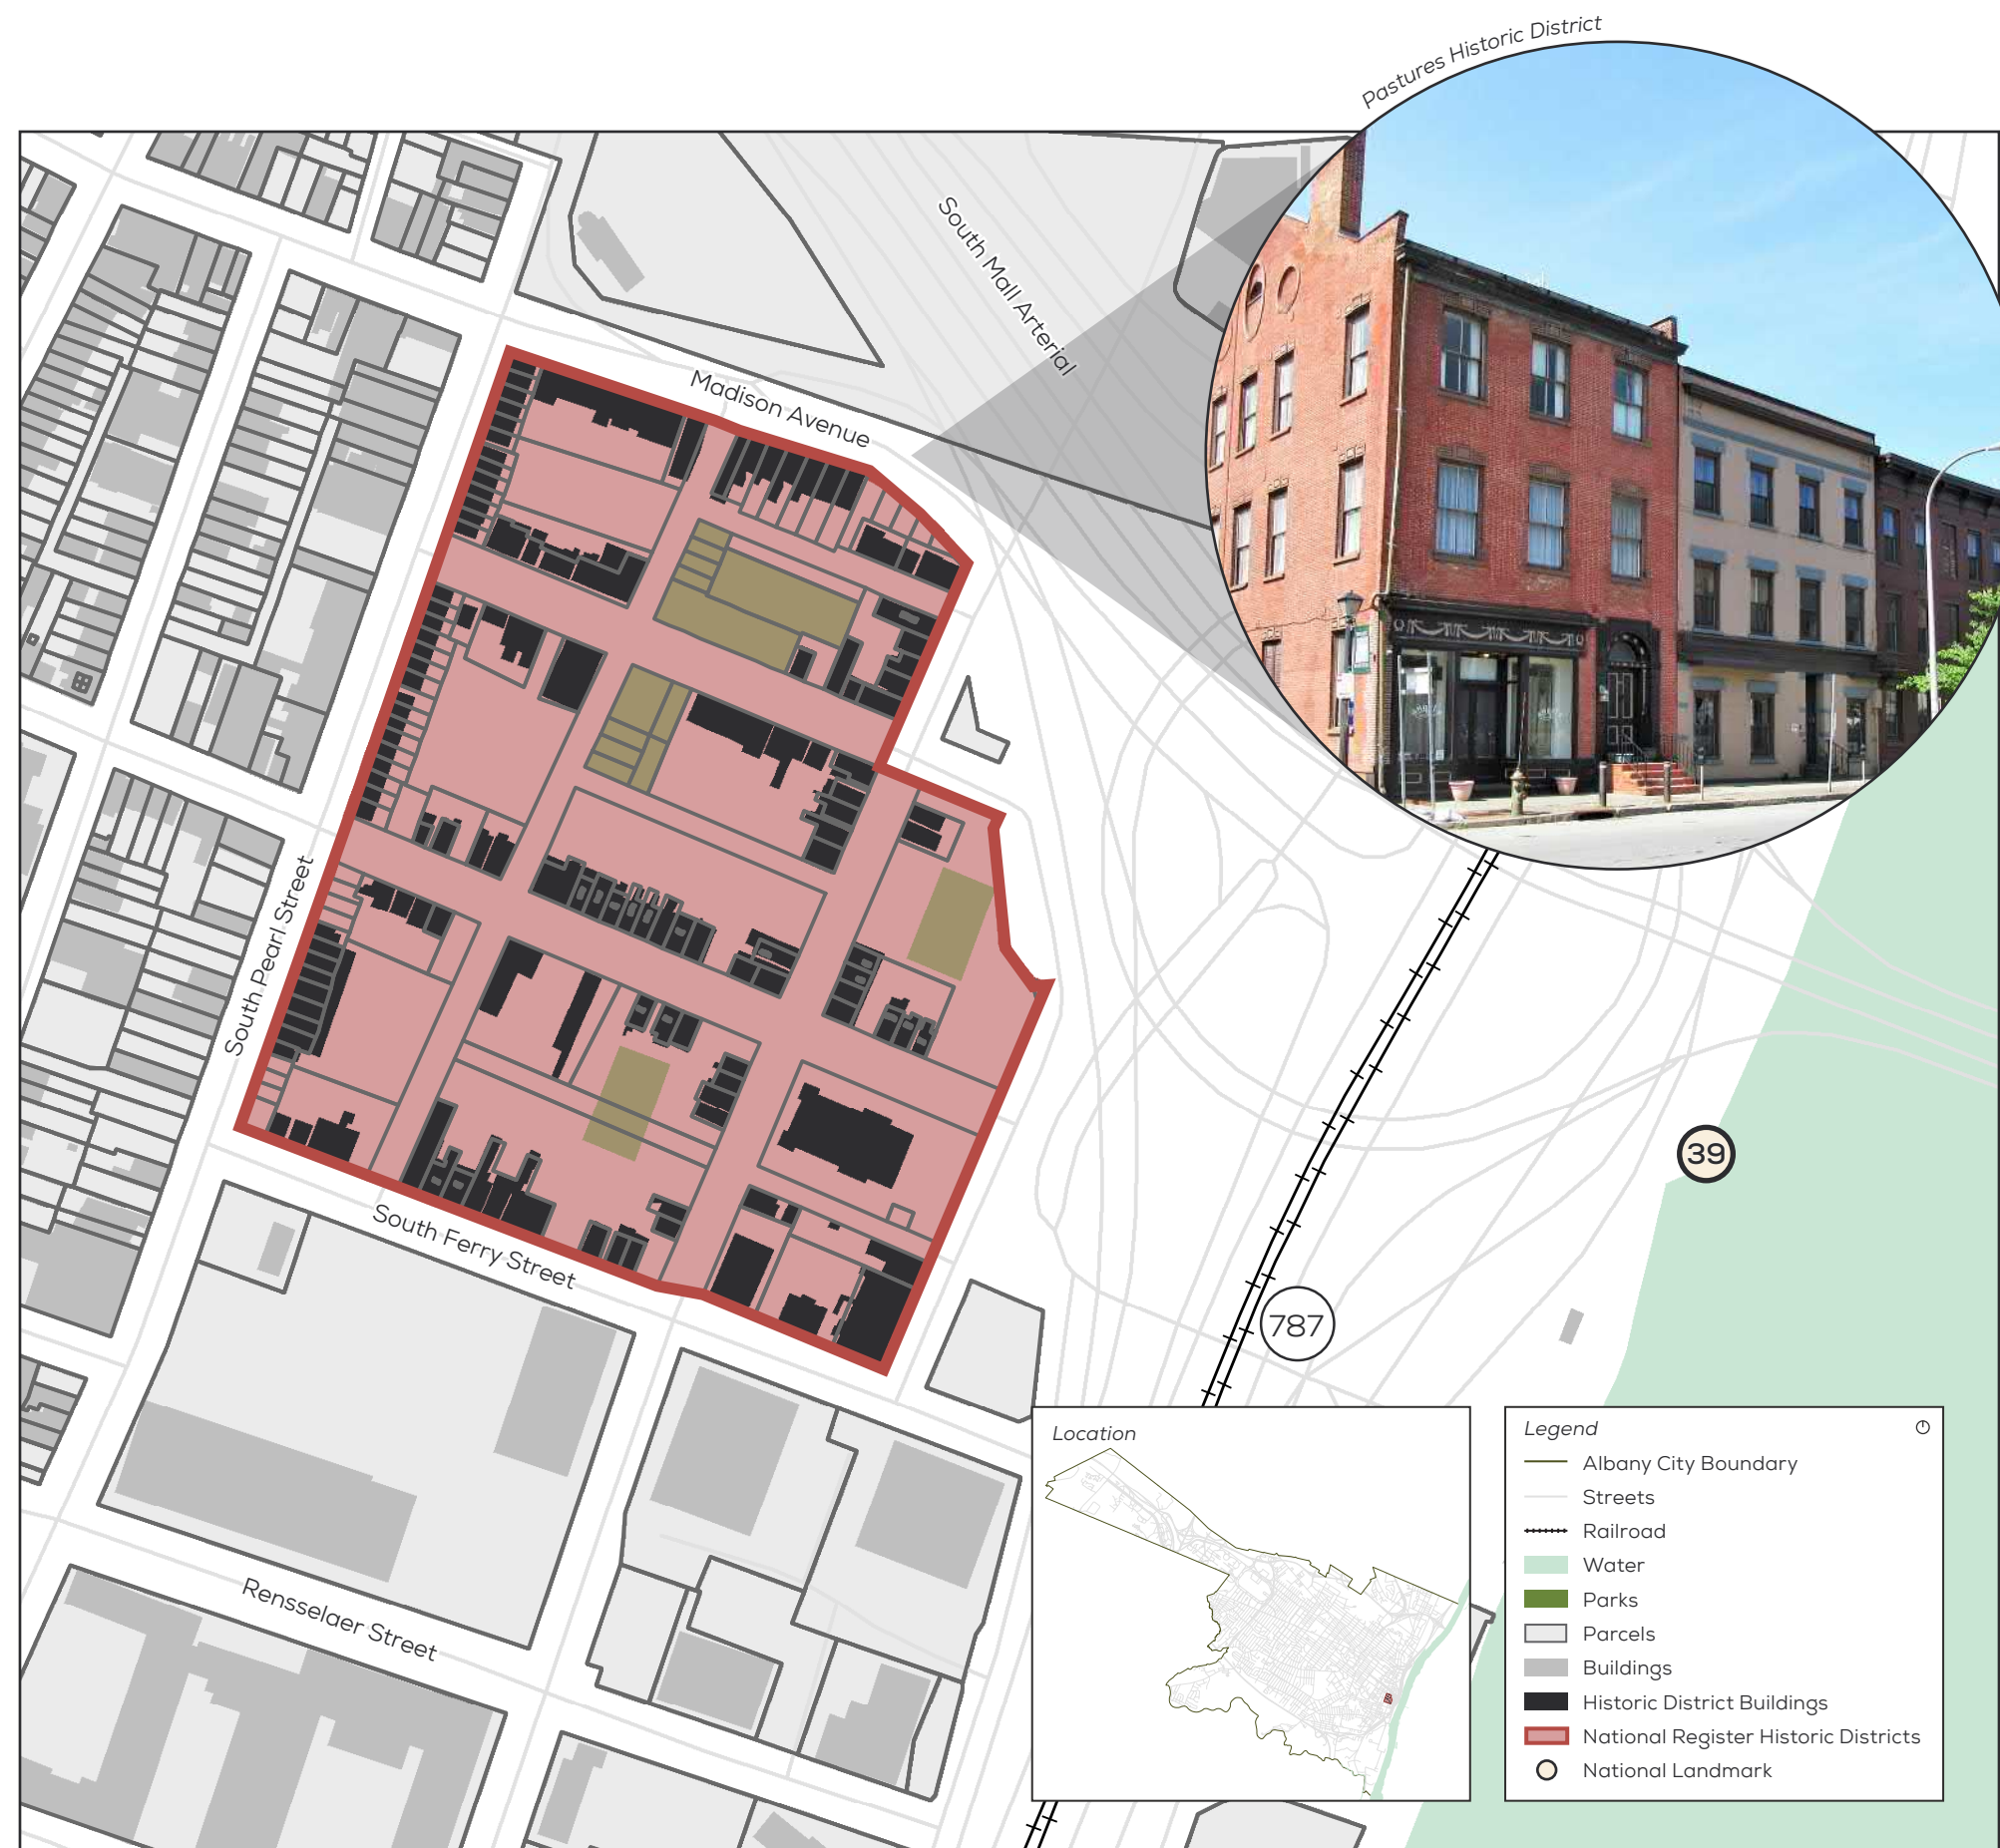 Pastures Historic District
South Mall Arterial
Madison Avenue
South Pearl Street
39
South Ferry Street
787
Rensselaer Street
Location
Legend
Albany City Boundary
Streets
Railroad
Water
Parks
Parcels
Buildings
Historic District Buildings
National Register Historic Districts
National Landmark